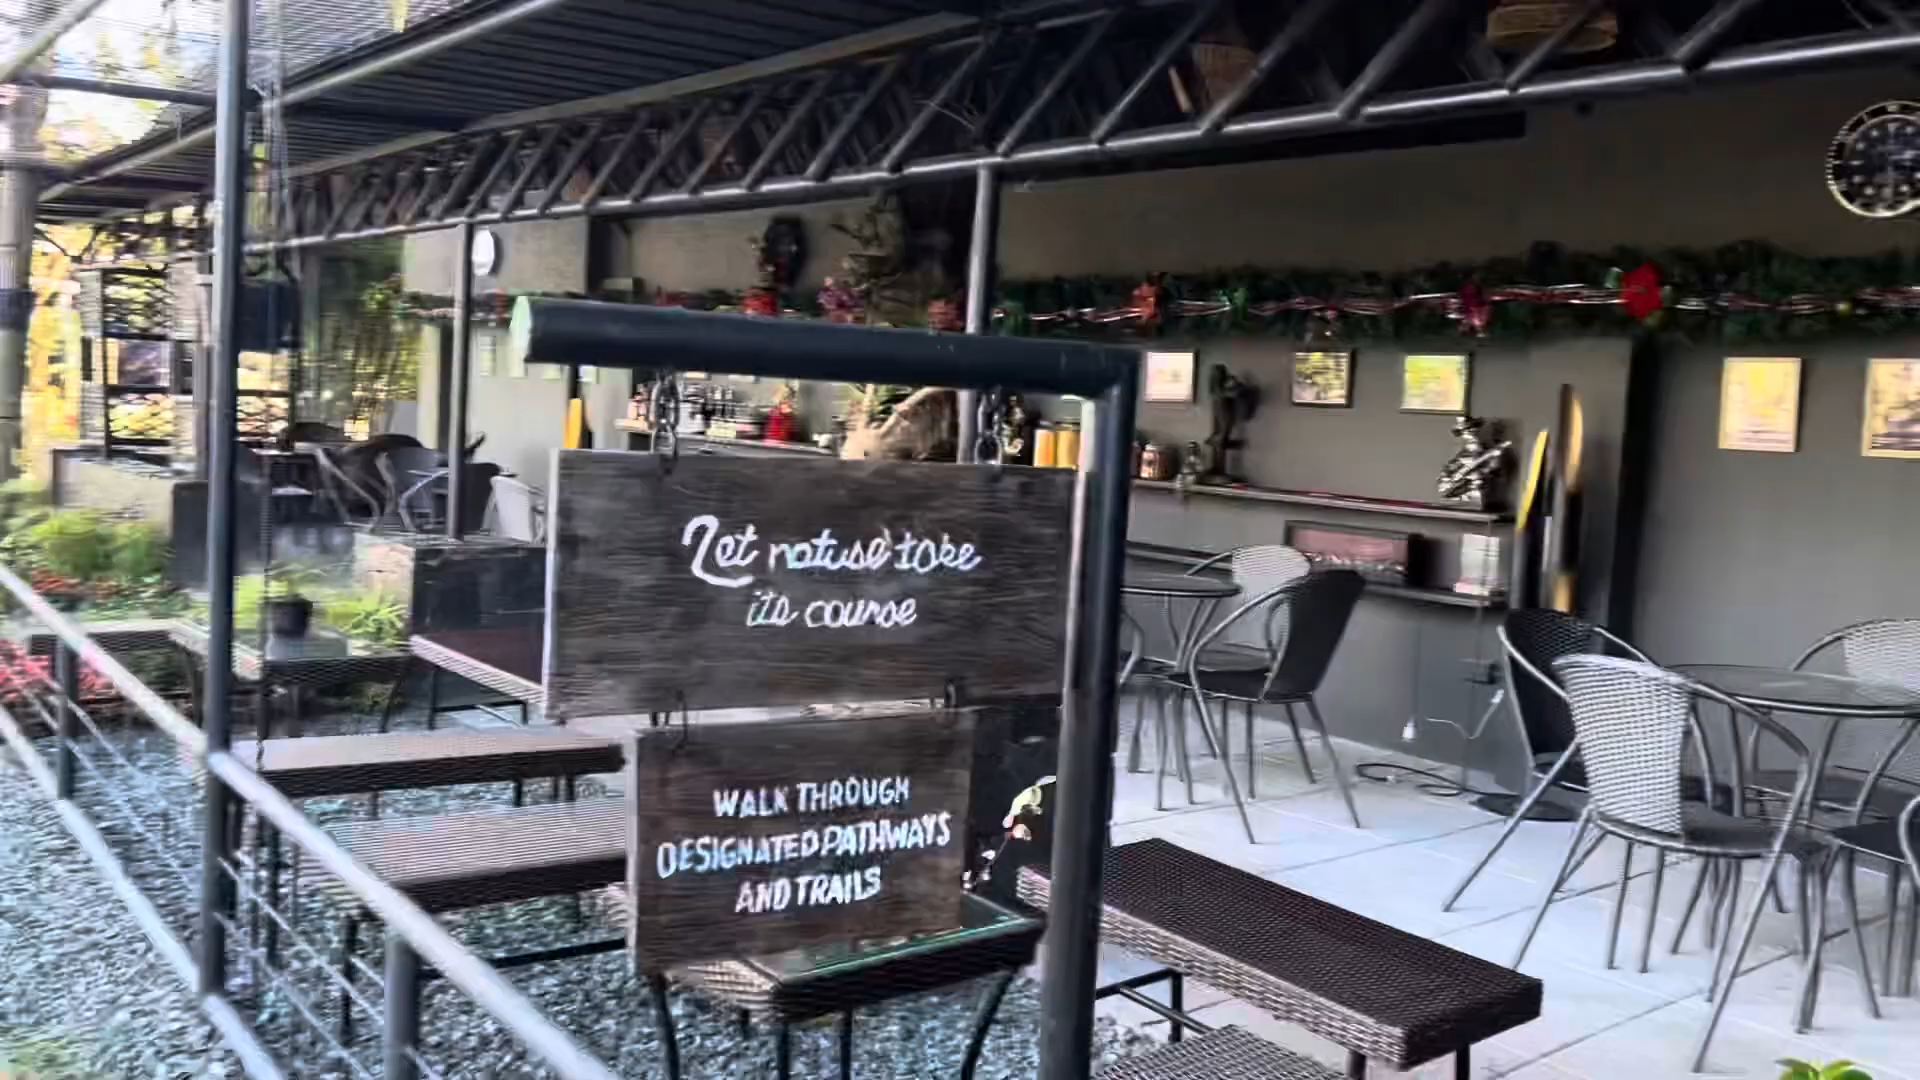 Let nature take
its course
WALK THROUGH
DESIGNATED PATHWAYS
AND TRAILS